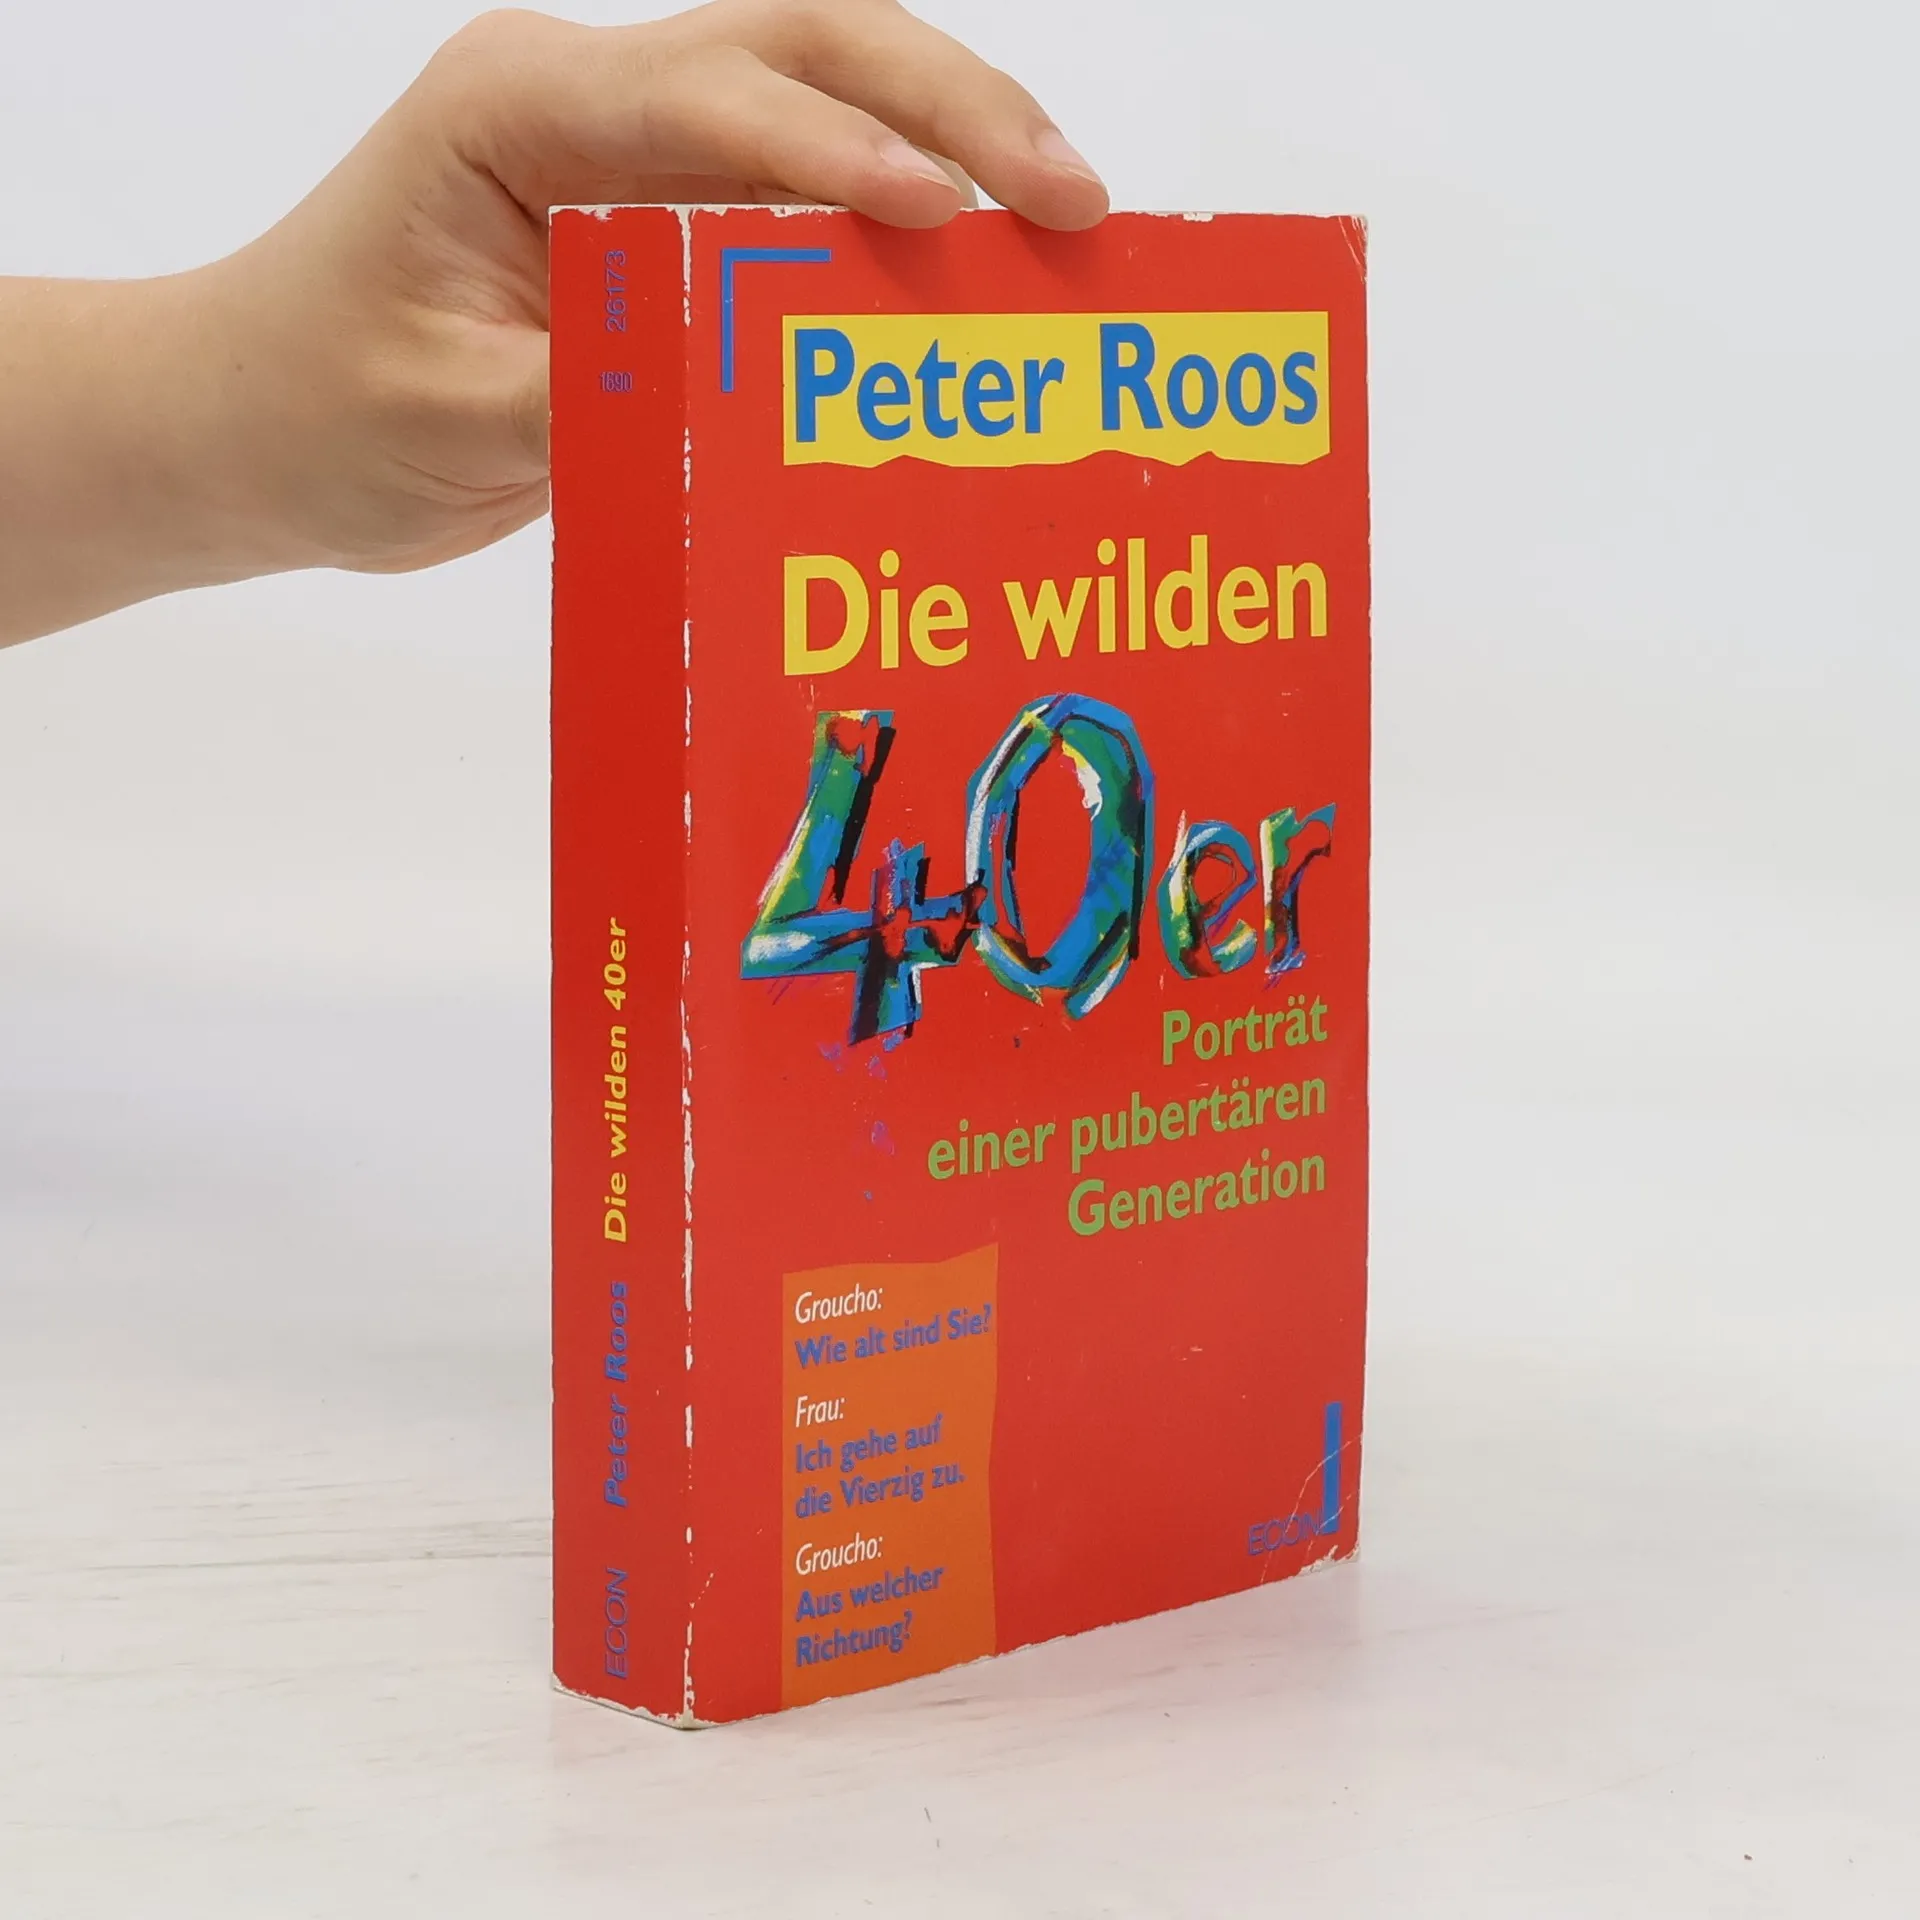 Peter Roos
Die wilden
40er
Porträt
einer pubertären
Generation
Groucho:
Wie alt sind Sie?
Frau:
Ich gehe auf
die Vierzig zu.
Groucho:
Aus welcher
Richtung?
ECON
ECON Peter Roos Die wilden 40er 1690 26173